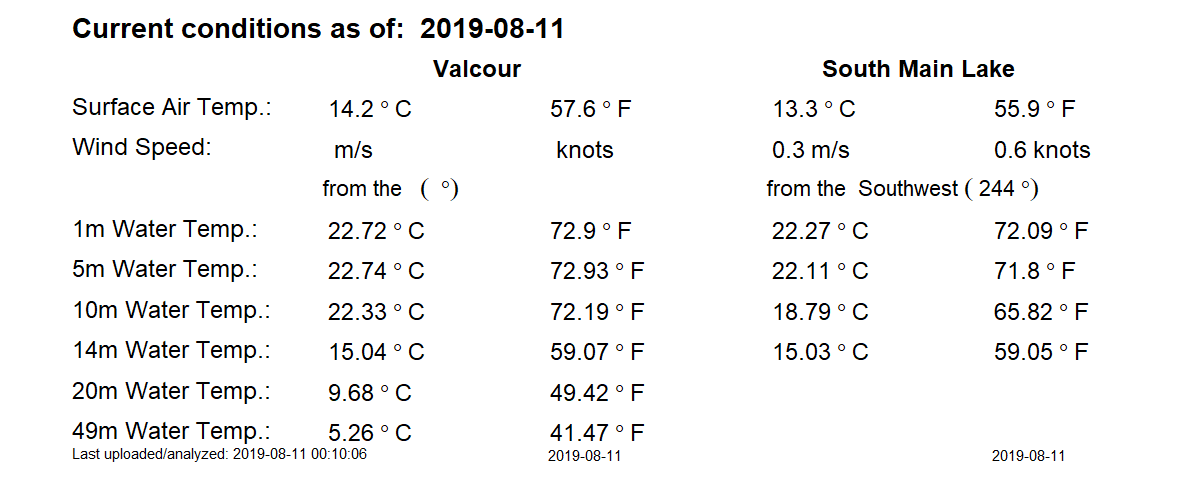 Current conditions as of: 2019-08-11
Valcour South Main Lake
Surface Air Temp.: 14.2 ° C 57.6 ° F 13.3 ° C 55.9 ° F
Wind Speed: m/s knots 0.3 m/s 0.6 knots
from the ( °) from the Southwest ( 244 °)
1m Water Temp.: 22.72 ° C 72.9 ° F 22.27 ° C 72.09 ° F
5m Water Temp.: 22.74 ° C 72.93 ° F 22.11 ° C 71.8 ° F
10m Water Temp.: 22.33 ° C 72.19 ° F 18.79 ° C 65.82 ° F
14m Water Temp.: 15.04 ° C 59.07 ° F 15.03 ° C 59.05 ° F
20m Water Temp.: 9.68 ° C 49.42 ° F
49m Water Temp.: 5.26 ° C 41.47 ° F
Last uploaded/analyzed: 2019-08-11 00:10:06 2019-08-11 2019-08-11